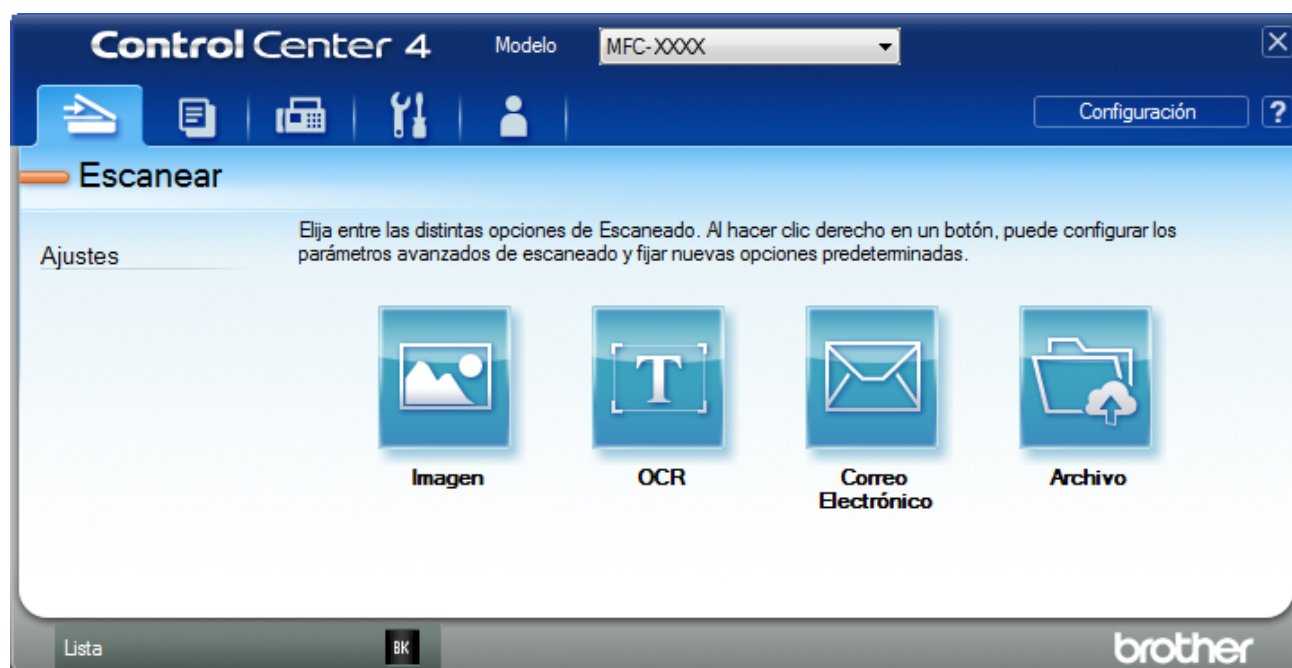 Control Center 4
Modelo
MFC-XXXX
Configuración
?
Escanear
Ajustes
Elija entre las distintas opciones de Escaneado. Al hacer clic derecho en un botón, puede configurar los
parámetros avanzados de escaneado y fijar nuevas opciones predeterminadas.
T
Imagen
OCR
Correo
Electrónico
Archivo
Lista
BK
brother